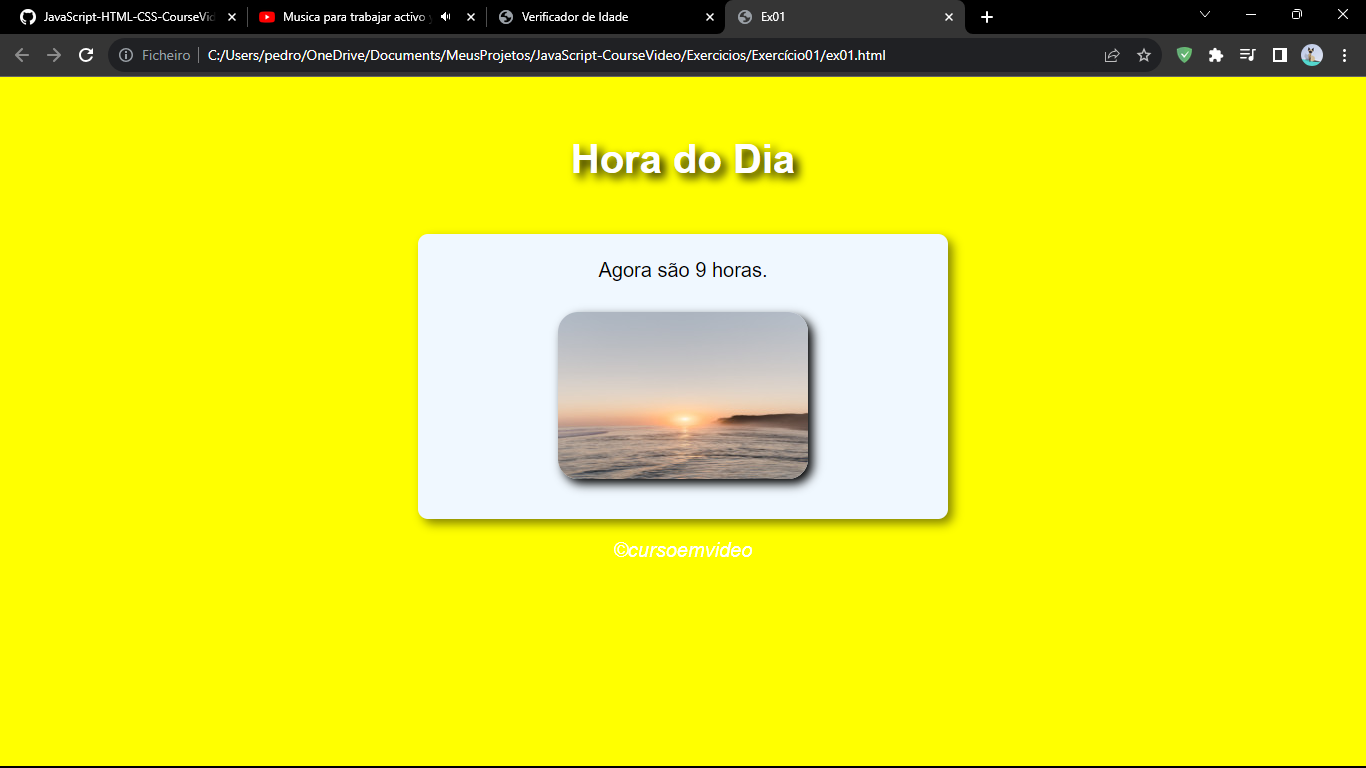 JavaScript-HTML-CSS-CourseVid
Musica para trabajar activo y
Verificador de Idade
Ex01
Ficheiro
C:/Users/pedro/OneDrive/Documents/MeusProjetos/JavaScript-CourseVideo/Exercicios/Exercício01/ex01.html
Hora do Dia
Agora são 9 horas.
©cursoemvideo